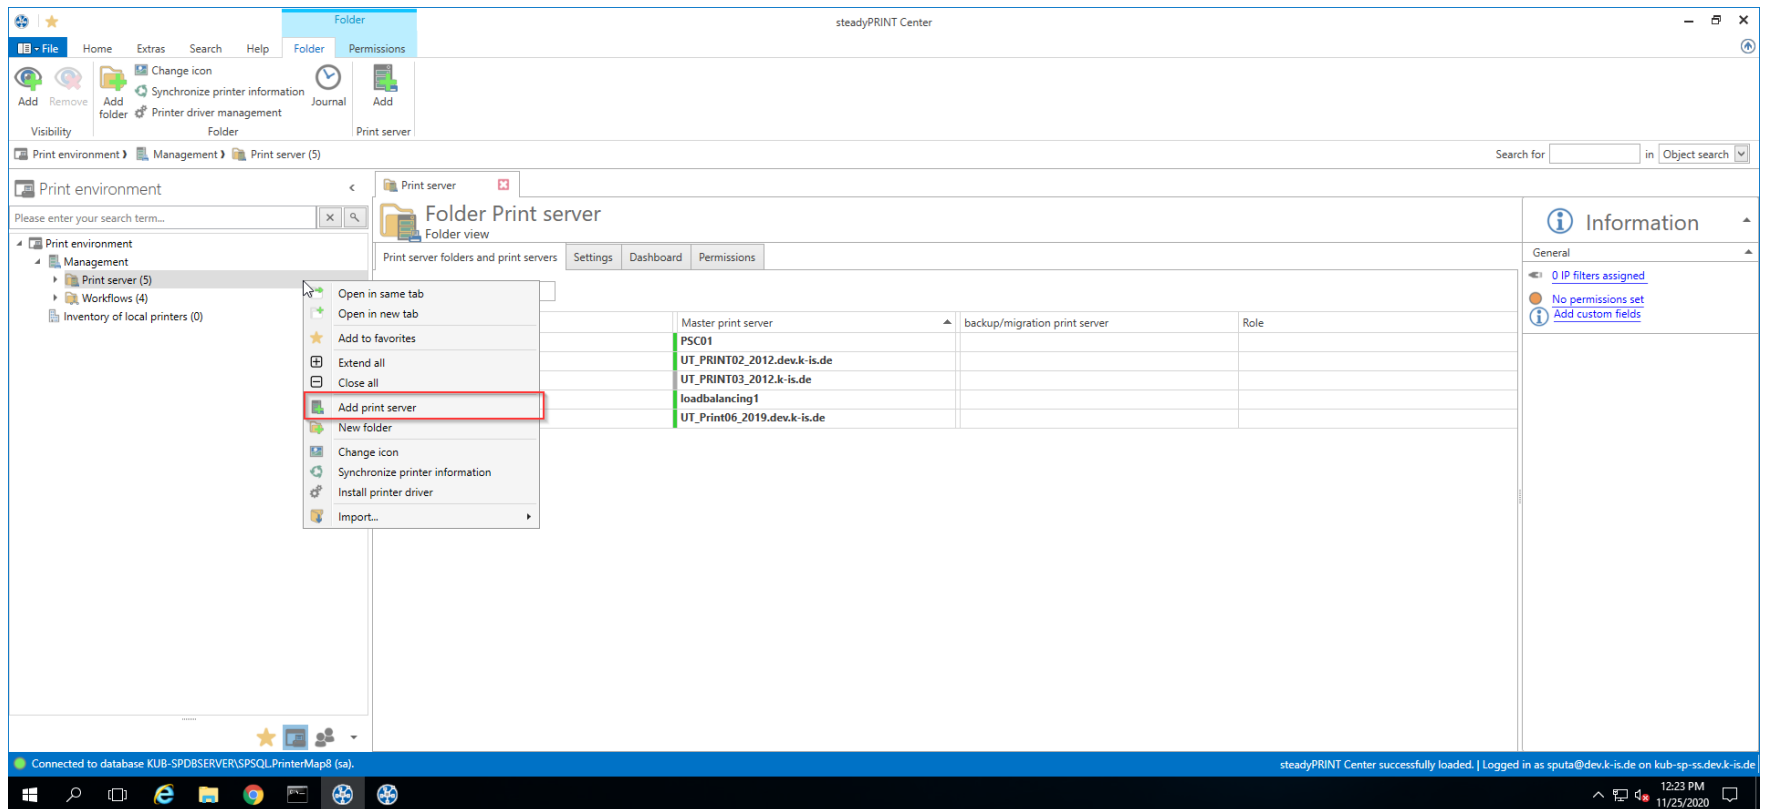 Folder
steadyPRINT Center
File Home Extras Search Help Folder Permissions
Change icon
Synchronize printer information
Printer driver management
Add Remove Add folder Journal Add
Visibility Folder Print server
Print environment Management Print server (5)
Search for in Object search
Print environment
Please enter your search term...
Print environment
Management
Print server (5)
Workflows (4)
Inventory of local printers (0)
Open in same tab
Open in new tab
Add to favorites
Extend all
Close all
Add print server
New folder
Change icon
Synchronize printer information
Install printer driver
Import...
Print server
Folder Print server
Folder view
Print server folders and print servers Settings Dashboard Permissions
Master print server backup/migration print server Role
PSC01
UT_PRINT02_2012.dev.k-is.de
UT_PRINT03_2012.k-is.de
loadbalancing1
UT_Print06_2019.dev.k-is.de
Information
General
0 IP filters assigned
No permissions set
Add custom fields
Connected to database KUB-SPDBSERVER\SPSQL.PrinterMap8 (sa).
steadyPRINT Center successfully loaded. | Logged in as sputa@dev.k-is.de on kub-sp-ss.dev.k-is.de
12:23 PM
11/25/2020